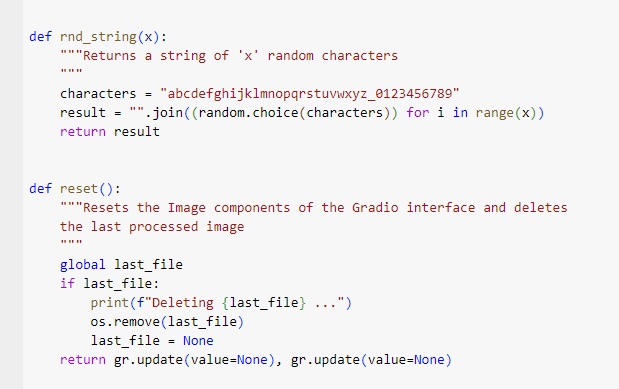 def rnd_string(x):
    """Returns a string of 'x' random characters
    """
    characters = "abcdefghijklmnopqrstuvwxyz_0123456789"
    result = "".join((random.choice(characters)) for i in range(x))
    return result
def reset():
    """Resets the Image components of the Gradio interface and deletes
    the last processed image
    """
    global last_file
    if last_file:
        print(f"Deleting {last_file} ...")
        os.remove(last_file)
        last_file = None
    return gr.update(value=None), gr.update(value=None)